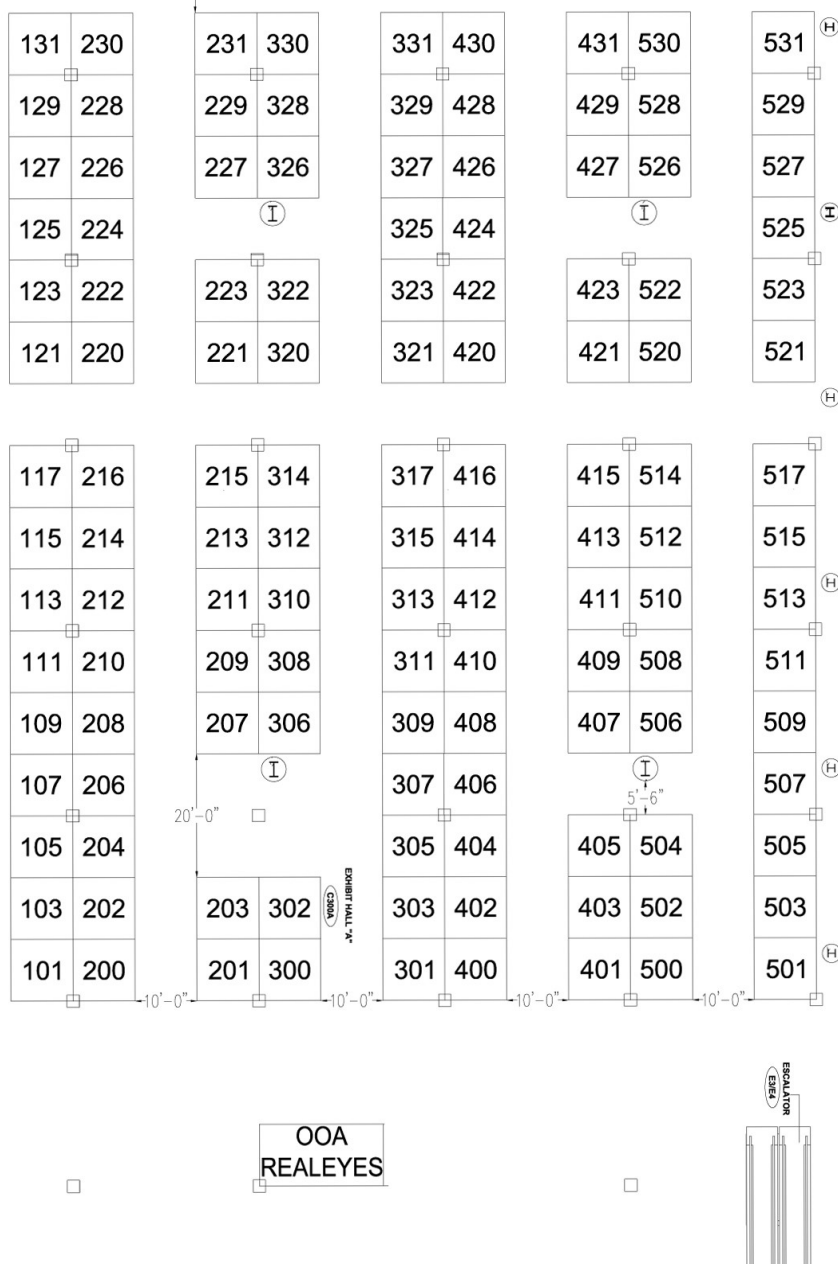 131 230 231 330 331 430 431 530 531 H
129 228 229 328 329 428 429 528 529
127 226 227 326 327 426 427 526 527
I I H
125 224 325 424 525
123 222 223 322 323 422 423 522 523
121 220 221 320 321 420 421 520 521
H
117 216 215 314 317 416 415 514 517
115 214 213 312 315 414 413 512 515
113 212 211 310 313 412 411 510 513 H
111 210 209 308 311 410 409 508 511
109 208 207 306 309 408 407 506 509
I I H
107 206 307 406 507
5'-6"
20'-0"
105 204 305 404 405 504 505
EXHIBIT HALL "A"
C300A
103 202 203 302 303 402 403 502 503
101 200 201 300 301 400 401 500 501 H
10'-0" 10'-0" 10'-0" 10'-0"
ESCALATOR
E3/E4
OOA
REALEYES